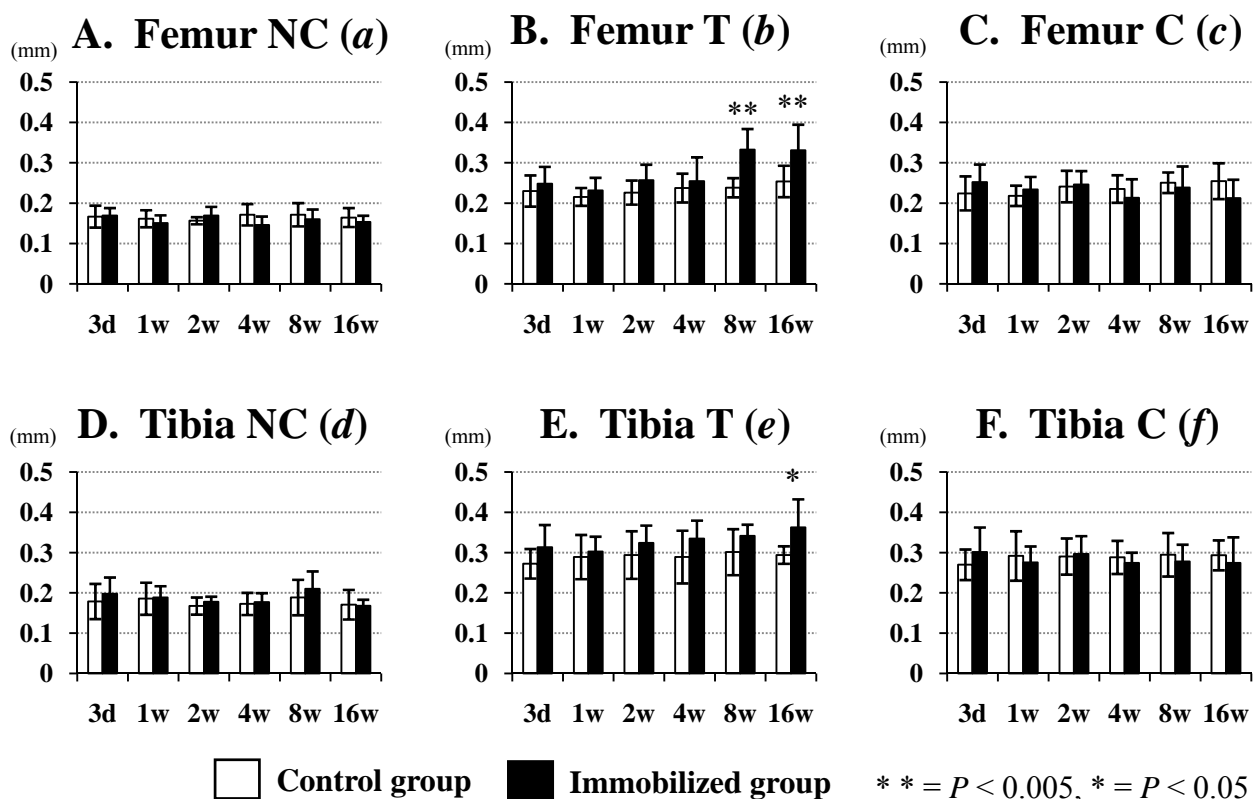 A. Femur NC (a)
(mm)
0.5
0.4
0.3
0.2
0.1
0
3d 1w 2w 4w 8w 16w
B. Femur T (b)
(mm)
0.5
0.4
0.3
0.2
0.1
0
** **
3d 1w 2w 4w 8w 16w
C. Femur C (c)
(mm)
0.5
0.4
0.3
0.2
0.1
0
3d 1w 2w 4w 8w 16w
D. Tibia NC (d)
(mm)
0.5
0.4
0.3
0.2
0.1
0
3d 1w 2w 4w 8w 16w
E. Tibia T (e)
(mm)
0.5
0.4
0.3
0.2
0.1
0
*
3d 1w 2w 4w 8w 16w
F. Tibia C (f)
(mm)
0.5
0.4
0.3
0.2
0.1
0
3d 1w 2w 4w 8w 16w
Control group Immobilized group * * = P < 0.005, * = P < 0.05